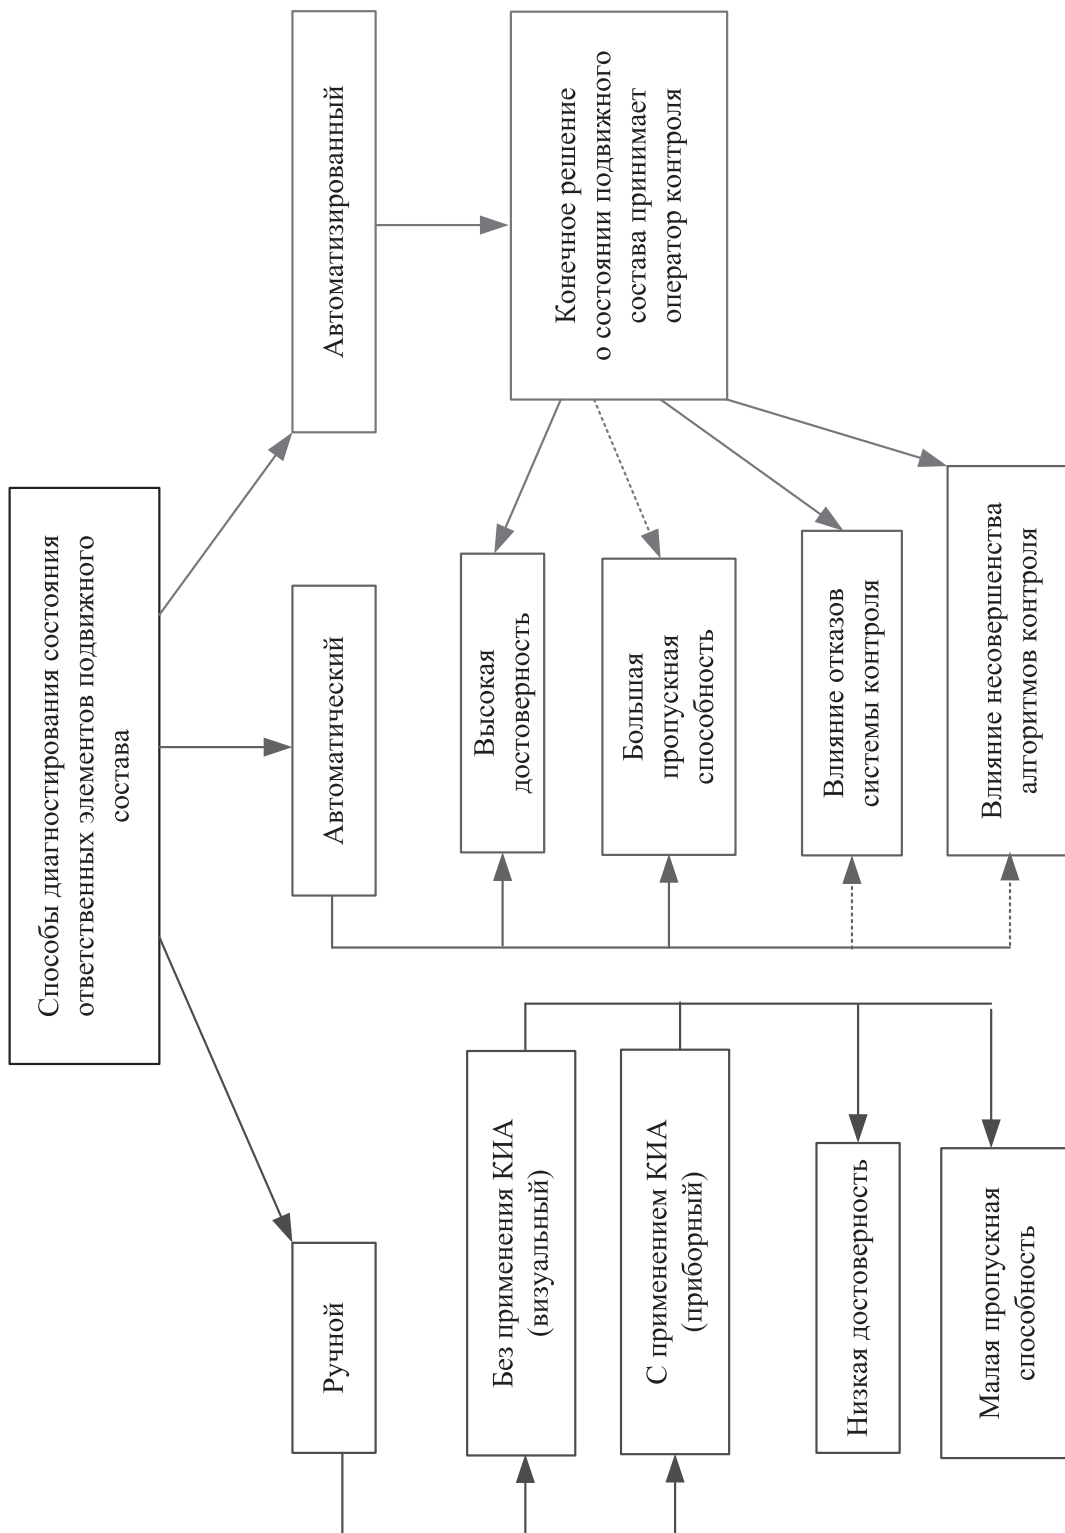 Способы диагностирования состояния
ответственных элементов подвижного
состава
Ручной
Автоматический
Автоматизированный
Без применения КИА
(визуальный)
С применением КИА
(приборный)
Низкая достоверность
Малая пропускная
способность
Высокая
достоверность
Большая
пропускная
способность
Влияние отказов
системы контроля
Влияние несовершенства
алгоритмов контроля
Конечное решение
о состоянии подвижного
состава принимает
оператор контроля